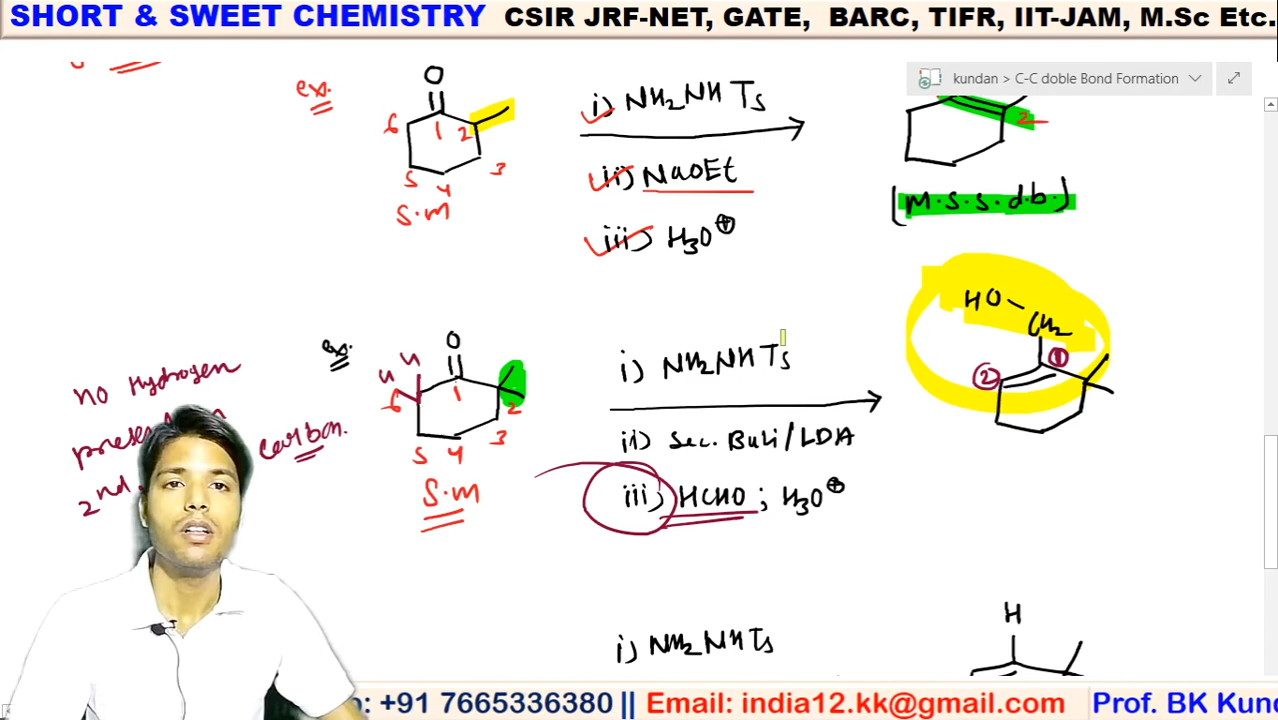 SHORT & SWEET CHEMISTRY CSIR JRF-NET, GATE, BARC, TIFR, IIT-JAM, M.Sc Etc.
kundan > C-C doble Bond Formation
ex.
O
6 1 2
5 4 3
S.M
i) NH2NHTs
ii) NaOEt
iii) H3O⊕
2
(M.S.S.d.b.)
no Hydrogen
2nd carbon.
ex.
O
H H
6 1 2
5 4 3
S.M
i) NH2NHTs
ii) Sec. BuLi/LDA
iii) HCHO ; H3O⊕
HO
CH2
② ①
i) NH2NHTs
H
: +91 7665336380 || Email: india12.kk@gmail.com || Prof. BK Kund